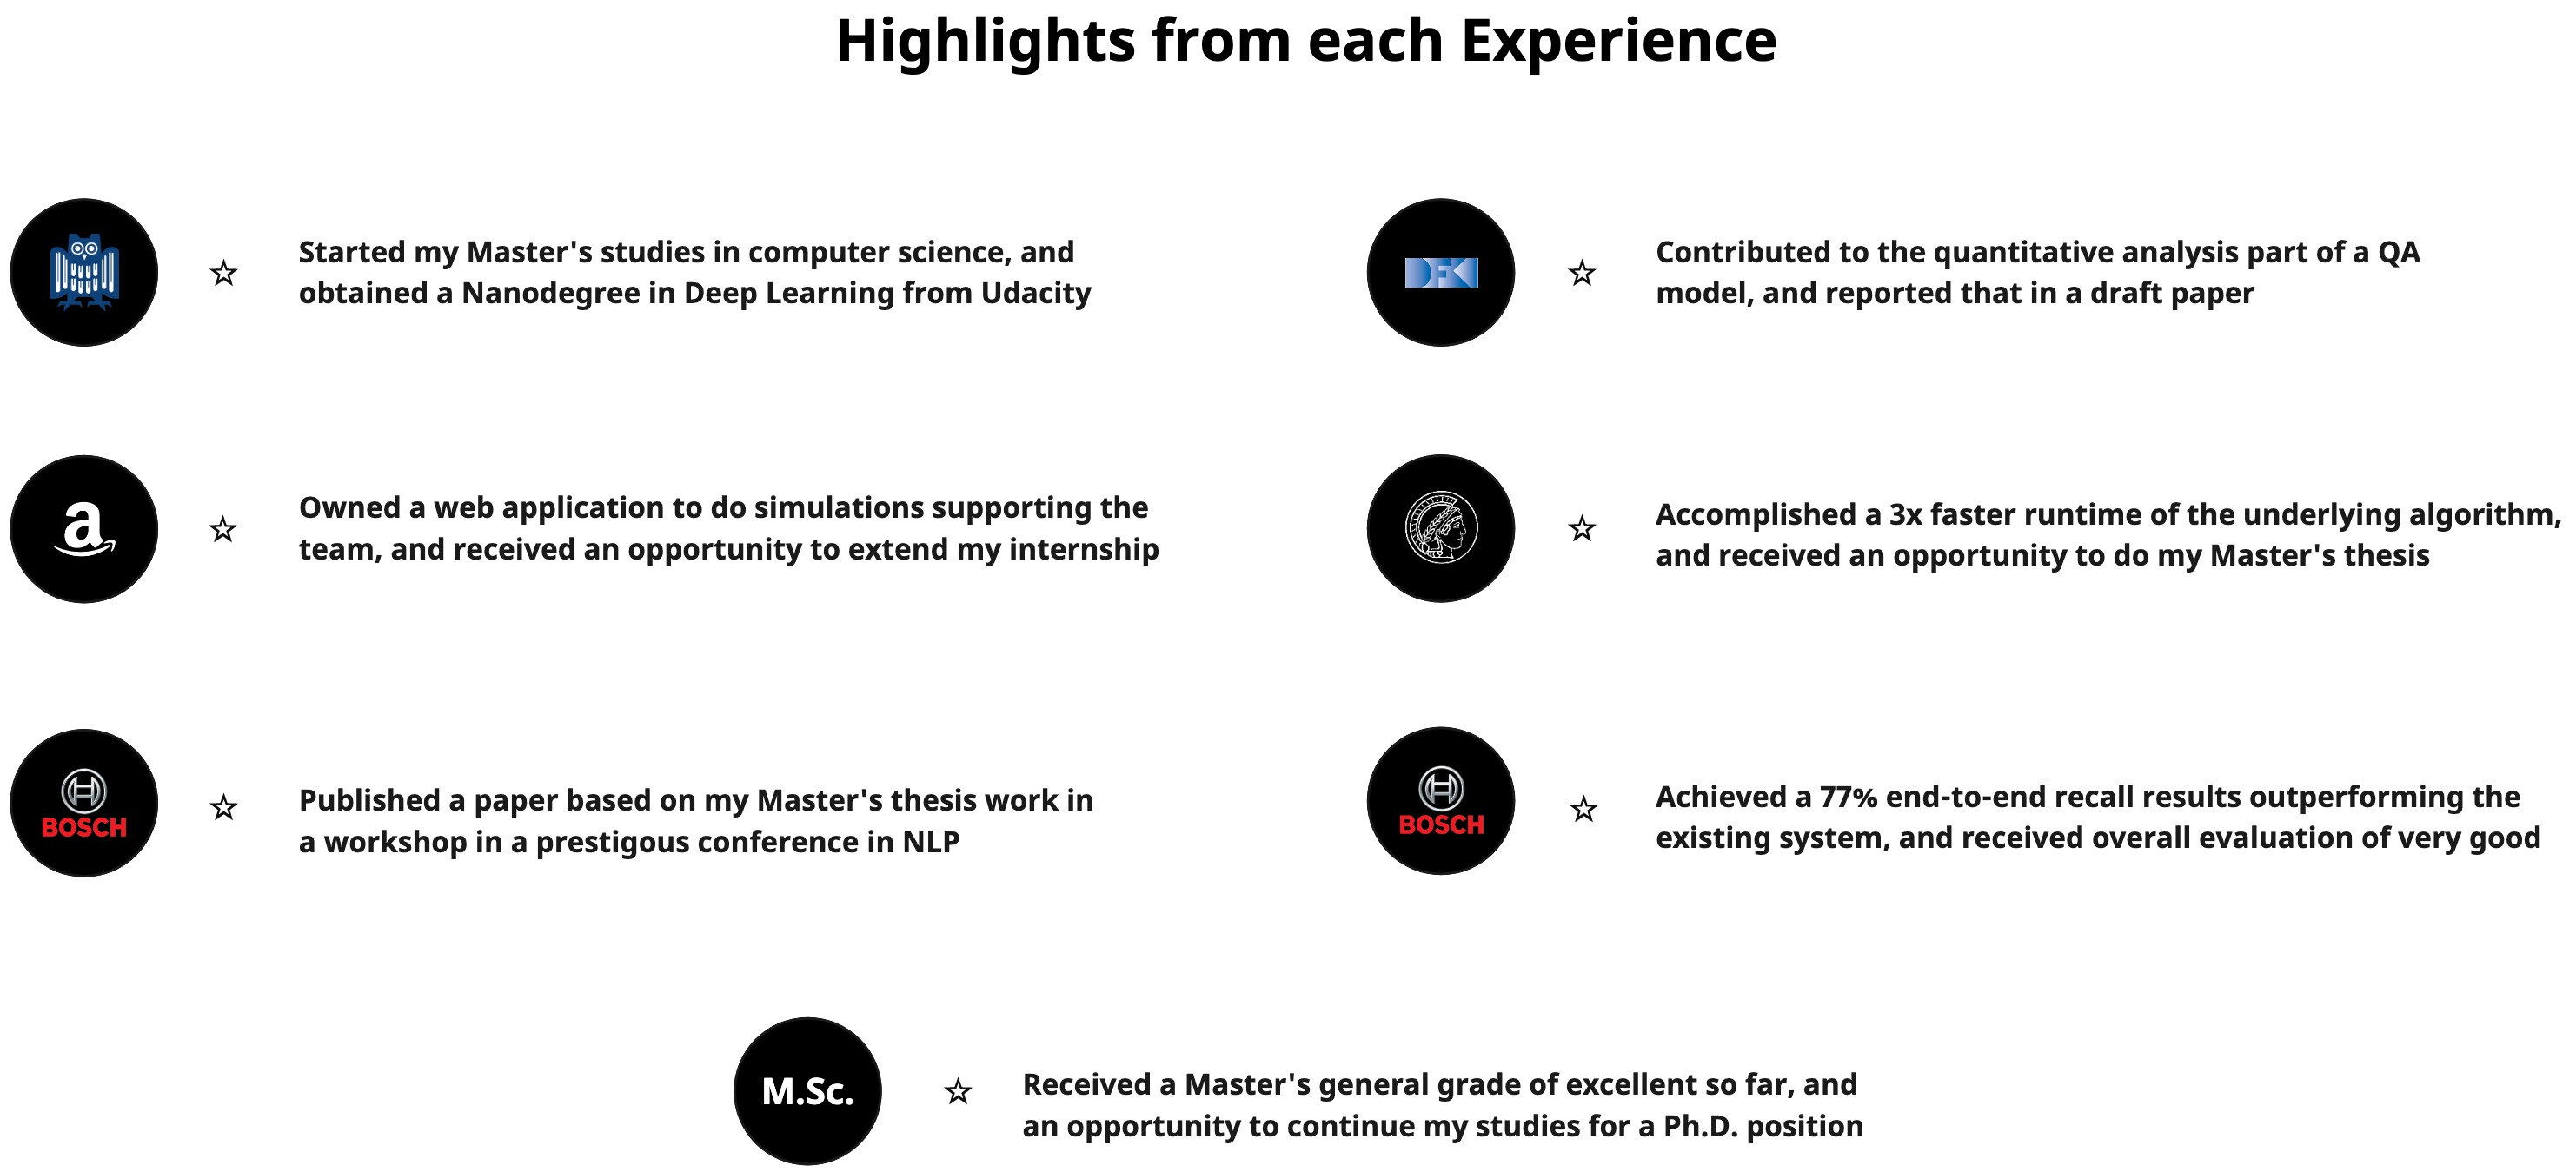 Highlights from each Experience
Started my Master's studies in computer science, and
obtained a Nanodegree in Deep Learning from Udacity
DFK
Contributed to the quantitative analysis part of a QA
model, and reported that in a draft paper
a
Owned a web application to do simulations supporting the
team, and received an opportunity to extend my internship
Accomplished a 3x faster runtime of the underlying algorithm,
and received an opportunity to do my Master's thesis
BOSCH
Published a paper based on my Master's thesis work in
a workshop in a prestigous conference in NLP
BOSCH
Achieved a 77% end-to-end recall results outperforming the
existing system, and received overall evaluation of very good
M.Sc.
Received a Master's general grade of excellent so far, and
an opportunity to continue my studies for a Ph.D. position